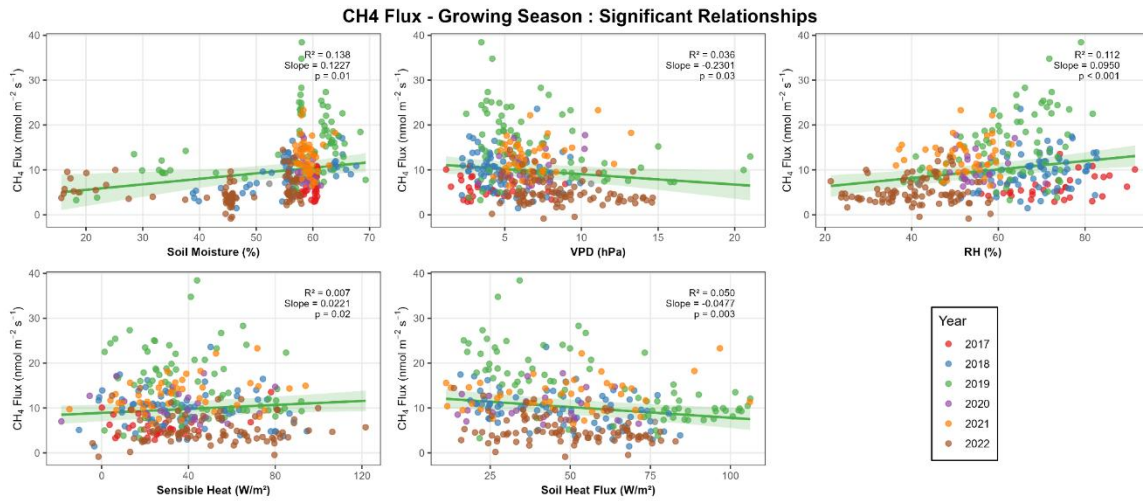 CH4 Flux - Growing Season : Significant Relationships
CH₄ Flux (nmol m⁻² s⁻¹)
40
30
20
10
0
R² = 0.138
Slope = 0.1227
p = 0.01
20
30
40
50
60
70
Soil Moisture (%)
CH₄ Flux (nmol m⁻² s⁻¹)
40
30
20
10
0
R² = 0.036
Slope = -0.2301
p = 0.03
5
10
15
20
VPD (hPa)
CH₄ Flux (nmol m⁻² s⁻¹)
40
30
20
10
0
R² = 0.112
Slope = 0.0950
p < 0.001
20
40
60
80
RH (%)
CH₄ Flux (nmol m⁻² s⁻¹)
40
30
20
10
0
R² = 0.007
Slope = 0.0221
p = 0.02
0
40
80
120
Sensible Heat (W/m²)
CH₄ Flux (nmol m⁻² s⁻¹)
40
30
20
10
0
R² = 0.050
Slope = -0.0477
p = 0.003
25
50
75
100
Soil Heat Flux (W/m²)
Year
2017
2018
2019
2020
2021
2022